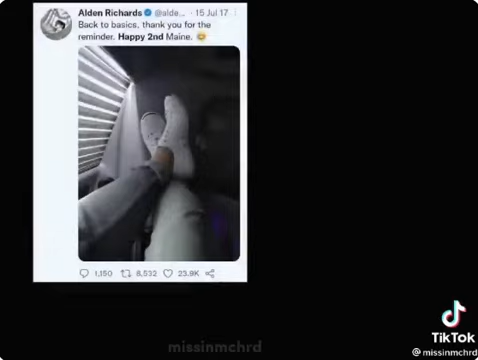 Alden Richards @alde... · 15 Jul 17
Back to basics, thank you for the
reminder. Happy 2nd Maine. 😊
1,150 6,532 23.9K
missinmchrd
TikTok
@missinmchrd